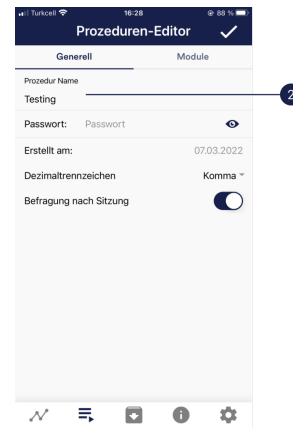 Turkcell 16:28 88 %
Prozeduren-Editor
Generell Module
Prozedur Name
Testing
2
Passwort: Passwort
Erstellt am: 07.03.2022
Dezimaltrennzeichen Komma
Befragung nach Sitzung